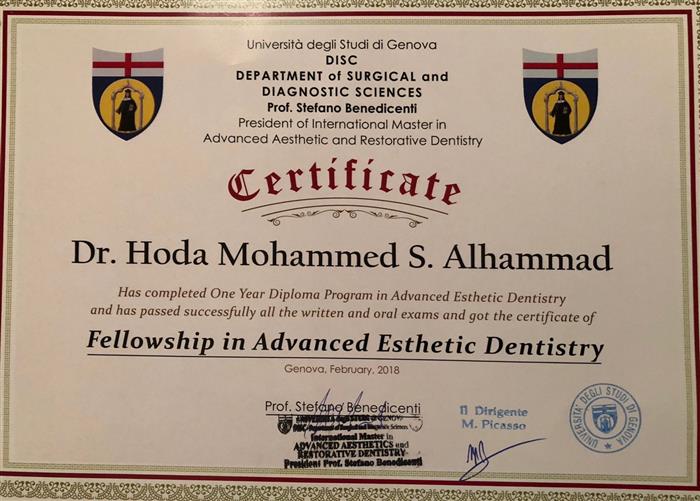 Università degli Studi di Genova
DISC
DEPARTMENT of SURGICAL and
DIAGNOSTIC SCIENCES
Prof. Stefano Benedicenti
President of International Master in
Advanced Aesthetic and Restorative Dentistry
Certificate
Dr. Hoda Mohammed S. Alhammad
Has completed One Year Diploma Program in Advanced Esthetic Dentistry
and has passed successfully all the written and oral exams and got the certificate of
Fellowship in Advanced Esthetic Dentistry
Genova, February, 2018
Prof. Stefano Benedicenti
International Master in
ADVANCED AESTHETICS and
RESTORATIVE DENTISTRY
President Prof. Stefano Benedicenti
Il Dirigente
M. Picasso
UNIVERSITA' DEGLI STUDI DI GENOVA